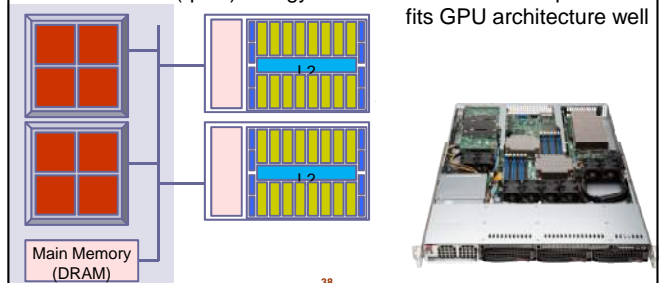 fits GPU architecture well
L2
L2
Main Memory
(DRAM)
38